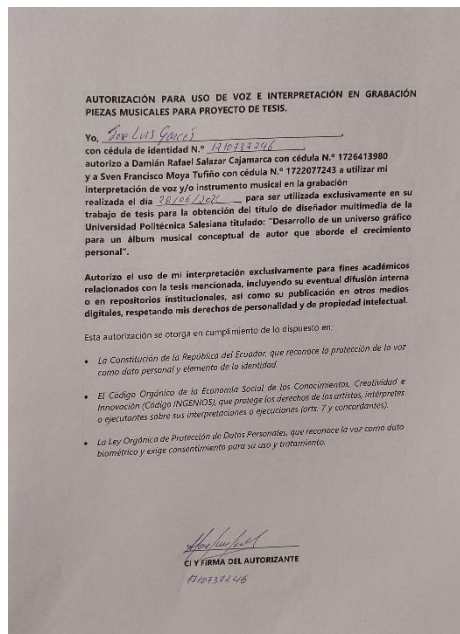 AUTORIZACIÓN PARA USO DE VOZ E INTERPRETACIÓN EN GRABACIÓN
PIEZAS MUSICALES PARA PROYECTO DE TESIS.
Yo, Jose Luis Garcés,
con cédula de identidad N.º 1710737246
autorizo a Damián Rafael Salazar Cajamarca con cédula N.º 1726413980
y a Sven Francisco Moya Tufiño con cédula N.º 1722077243 a utilizar mi
interpretación de voz y/o instrumento musical en la grabación
realizada el día 28/06/202 para ser utilizada exclusivamente en su
trabajo de tesis para la obtención del título de diseñador multimedia de la
Universidad Politécnica Salesiana titulado: “Desarrollo de un universo gráfico
para un álbum musical conceptual de autor que aborde el crecimiento
personal”.
Autorizo el uso de mi interpretación exclusivamente para fines académicos
relacionados con la tesis mencionada, incluyendo su eventual difusión interna
o en repositorios institucionales, así como su publicación en otros medios
digitales, respetando mis derechos de personalidad y de propiedad intelectual.
Esta autorización se otorga en cumplimiento de lo dispuesto en:
• La Constitución de la República del Ecuador, que reconoce la protección de la voz
como dato personal y elemento de la identidad.
• El Código Orgánico de la Economía Social de los Conocimientos, Creatividad e
Innovación (Código INGENIOS), que protege los derechos de los artistas, intérpretes
o ejecutantes sobre sus interpretaciones o ejecuciones (arts. 7 y concordantes).
• La Ley Orgánica de Protección de Datos Personales, que reconoce la voz como dato
biométrico y exige consentimiento para su uso y tratamiento.
CI Y FIRMA DEL AUTORIZANTE
1710737246